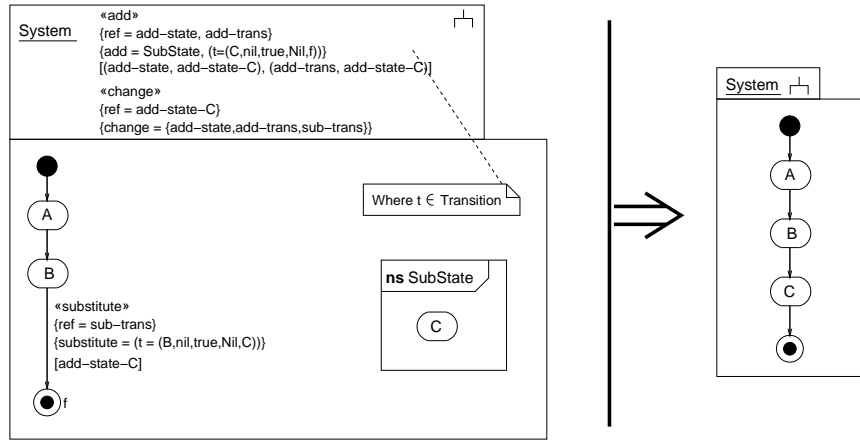 System
«add»
{ref = add−state, add−trans}
{add = SubState, (t=(C,nil,true,Nil,f))}
[(add−state, add−state−C), (add−trans, add−state−C)]
«change»
{ref = add−state−C}
{change = {add−state,add−trans,sub−trans}}
Where t ∈ Transition
A
B
«substitute»
{ref = sub−trans}
{substitute = (t = (B,nil,true,Nil,C))}
[add−state−C]
f
ns SubState
C
System
A
B
C